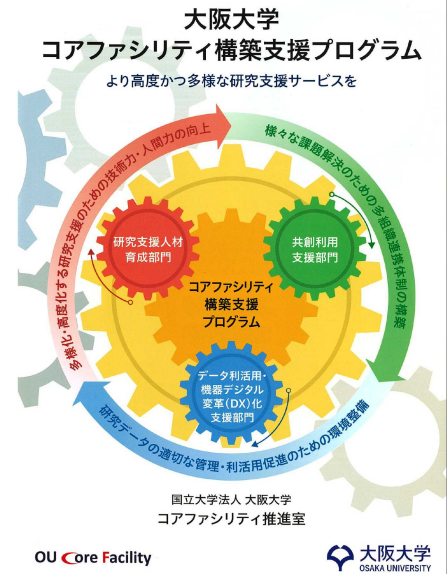 大阪大学
コアファシリティ構築支援プログラム
より高度かつ多様な研究支援サービスを
多様化・高度化する研究支援のための技術力・人間力の向上
様々な課題解決のための多組織連携体制の構築
研究支援人材
育成部門
共創利用
支援部門
コアファシリティ
構築支援
プログラム
データ利活用・
機器デジタル
変革(DX)化
支援部門
研究データの適切な管理・利活用促進のための環境整備
国立大学法人 大阪大学
コアファシリティ推進室
OU Core Facility
大阪大学
OSAKA UNIVERSITY